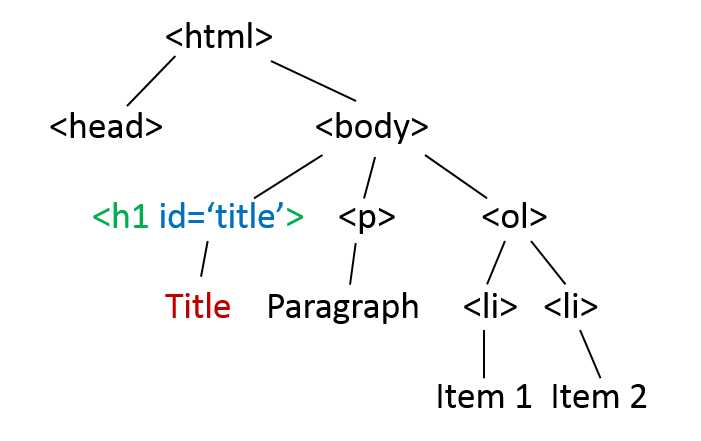 <html>
<head> <body>
<h1 id=‘title’> <p> <ol>
Title Paragraph <li> <li>
Item 1 Item 2